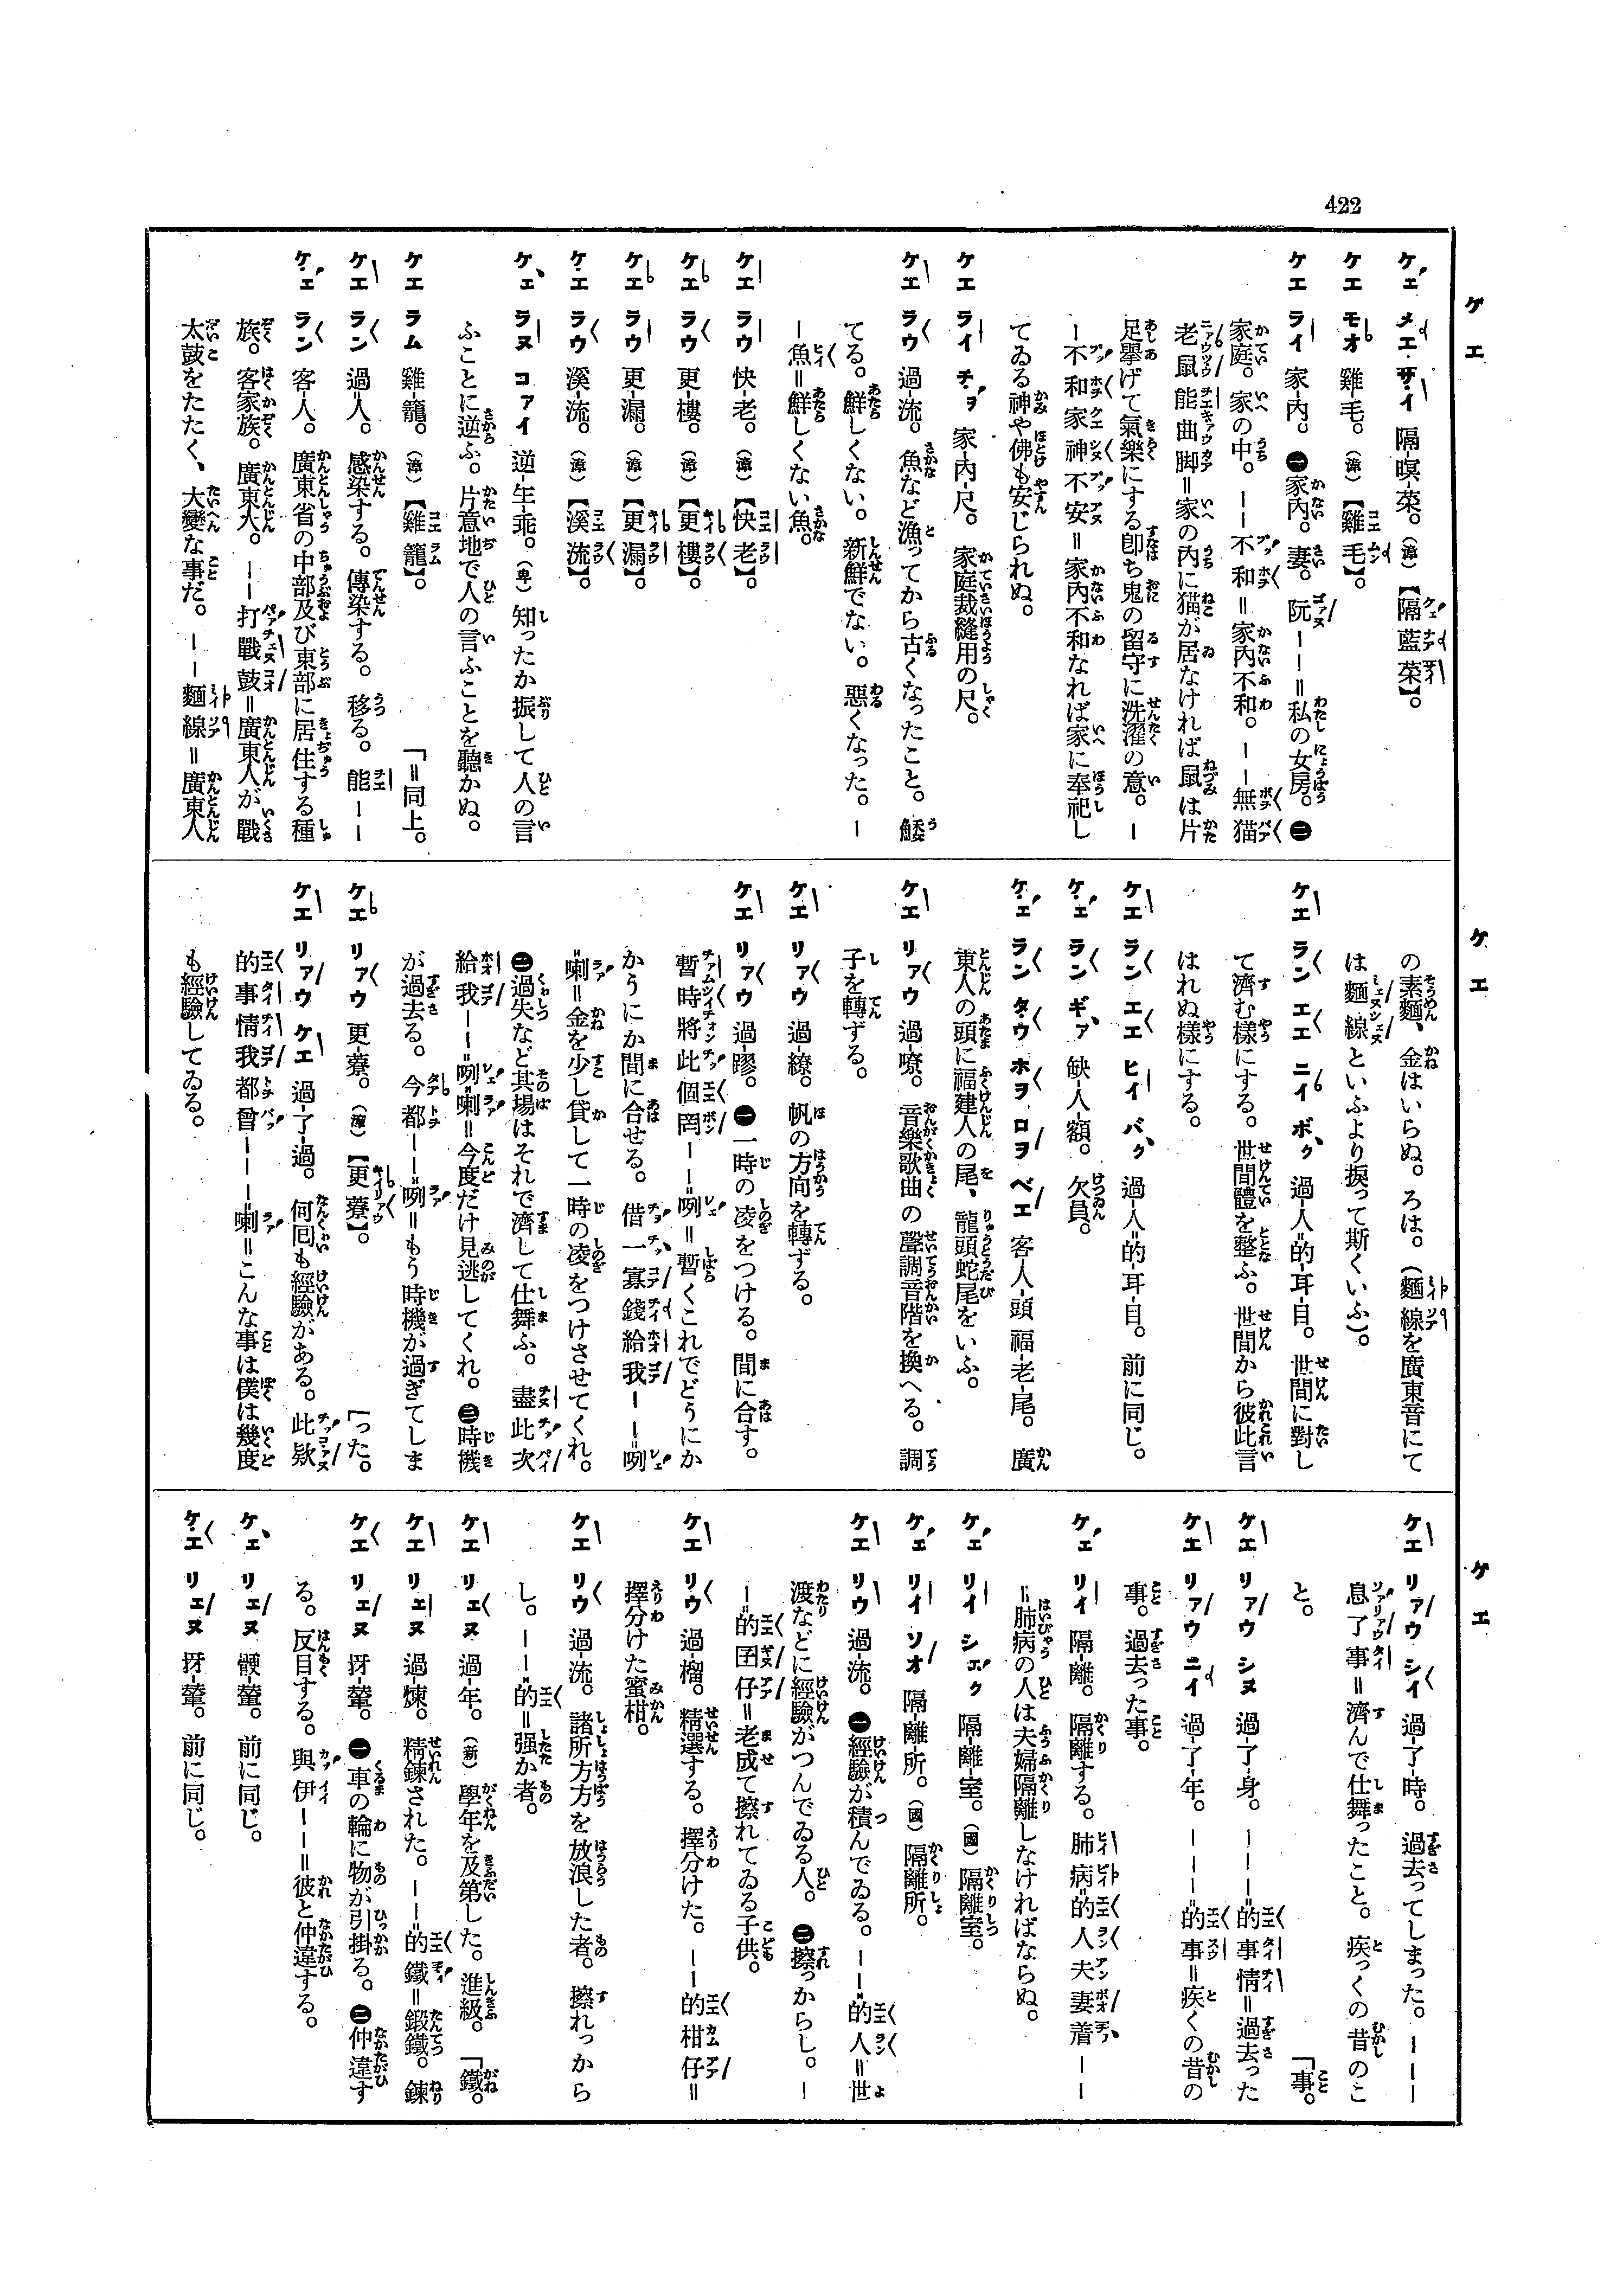 422
ケエ
ケエ
ケエ
ケエ メエ サイ 隔-暝-菜。(漳)【隔藍菜】。
ケエ モオ 雞毛。(漳)【雞毛】。
ケエ ライ 家-內。㊀家內。妻。阮--=私の女房。㊁
家庭。家の中。--不和=家內不和。--無猫
老鼠能曲脚=家の內に猫が居なければ鼠は片
足擧げて氣樂にする卽ち鬼の留守に洗濯の意。-
-不和家神不安=家內不和なれば家に奉祀し
てゐる神や佛も安じられぬ。
ケエ ライ チヲ 家-內-尺。家庭裁縫用の尺。
ケエ ラウ 過-流。魚など漁ってから古くなったこと。鯘
てる。鮮しくない。新鮮でない。惡くなった。-
-魚=鮮しくない魚。
ケエ ラウ 快-老。(漳)【快老】。
ケエ ラウ 更-樓。(漳)【更樓】。
ケエ ラウ 更-漏。(漳)【更漏】。
ケエ ラウ 溪-流。(漳)【溪流】。
ケエ ラヌ コァイ 逆-生-乖。(卑)知ったか振して人の言
ふことに逆ふ。片意地で人の言ふことを聽かぬ。
ケエ ラム 雞-籠。(漳)【雞籠】。「=同上。
ケエ ラン 過-人。感染する。傳染する。移る。能--
ケエ ラン 客-人。廣東省の中部及び東部に居住する種
族。客家族。廣東人。--打戰鼓=廣東人が戰
太鼓をたたく、大變な事だ。--麵線=廣東人
の素麵、金はいらぬ。ろは。(麵線を廣東音にて
は麵線といふより捩って斯くいふ)。
ケエ ラン エエ ニイ ボク 過-人-的-耳-目。世間に對し
て濟む樣にする。世間體を整ふ。世間から彼此言
はれぬ樣にする。
ケエ ラン エエ ヒイ バク 過-人-的-耳-目。前に同じ。
ケエ ラン ギァ 缺-人-額。欠員。
ケエ ラン タウ ホヲ ロヲ ベエ 客人-頭 福-老-尾。廣
東人の頭に福建人の尾、龍頭蛇尾をいふ。
ケエ リァウ 過-嘹。音樂歌曲の聲調音階を換へる。調
子を轉ずる。
ケエ リァウ 過-繚。帆の方向を轉ずる。
ケエ リァウ 過-賿。㊀一時の凌をつける。間に合す。
暫時將此個罔--=咧=暫くこれでどうにか
かうにか間に合せる。借一寡錢給我--=咧
喇=金を少し貸して一時の凌をつけさせてくれ。
㊁過失など其場はそれで濟して仕舞ふ。盡此次
給我--=咧喇=今度だけ見逃してくれ。㊂時機
が過去る。今都--=咧=もう時機が過ぎてしま
ケエ リァウ 更-藔。(漳)【更藔】。「った。
ケエ リァウ ケエ 過-了-過。何囘も經驗がある。此欵
的事情我都曾---=喇=こんな事は僕は幾度
も經驗してゐる。
ケエ リァウ シイ 過-了-時。過去ってしまった。---
息了事=濟んで仕舞ったこと。疾っくの昔のこ
と。
ケエ リァウ シヌ 過-了-身。---=的事情=過去った
「事。
ケエ リァウ ニイ 過-了-年。---=的事=疾くの昔の
事。過去った事。
ケエ リイ 隔-離。隔離する。肺病=的人夫妻着--
=肺病の人は夫婦隔離しなければならぬ。
ケエ リイ シェク 隔-離-室。(國)隔離室。
ケエ リイ ソオ 隔-離-所。(國)隔離所。
ケエ リウ 過-流。㊀經驗が積んでゐる。--=的人=世
渡などに經驗がつんでゐる人。㊁擦っからし。-
-=的囝仔=老成て擦れてゐる子供。
ケエ リウ 過-榴。精選する。擇分けた。--的柑仔=
擇分けた蜜柑。
ケエ リウ 過-流。諸所方方を放浪した者。擦れっから
し。--=的=强か者。
ケエ リェヌ 過-年。(新)學年を及第した。進級。「鐵。
ケエ リェヌ 過-煉。精鍊された。--=的鐵=鍛鐵。鍊
ケエ リェヌ 犽-輦。㊀車の輪に物が引掛る。㊁仲違す
る。反目する。與伊--=彼と仲違する。
ケエ リェヌ 骾-輦。前に同じ。
ケエ リェヌ 犽-輦。前に同じ。